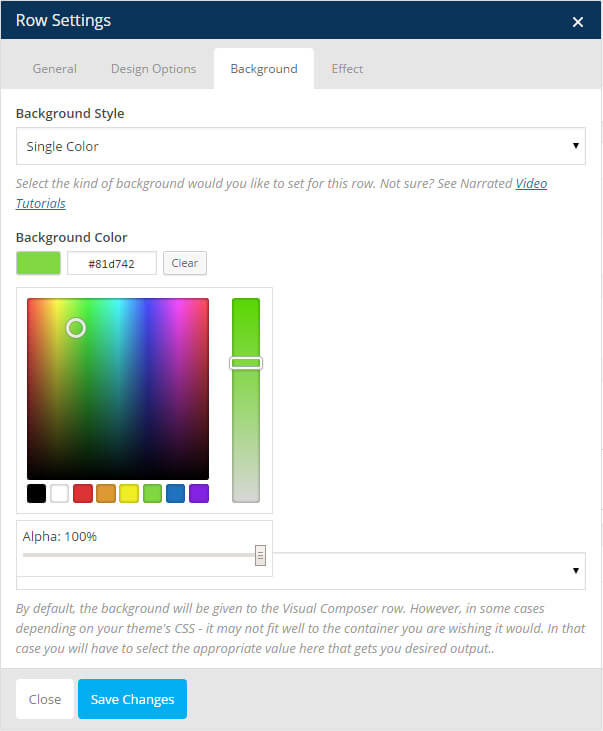 Row Settings
General Design Options Background Effect
Background Style
Single Color
Select the kind of background would you like to set for this row. Not sure? See Narrated Video
Tutorials
Background Color
#81d742 Clear
Alpha: 100%
By default, the background will be given to the Visual Composer row. However, in some cases
depending on your theme's CSS - it may not fit well to the container you are wishing it would. In that
case you will have to select the appropriate value here that gets you desired output..
Close Save Changes